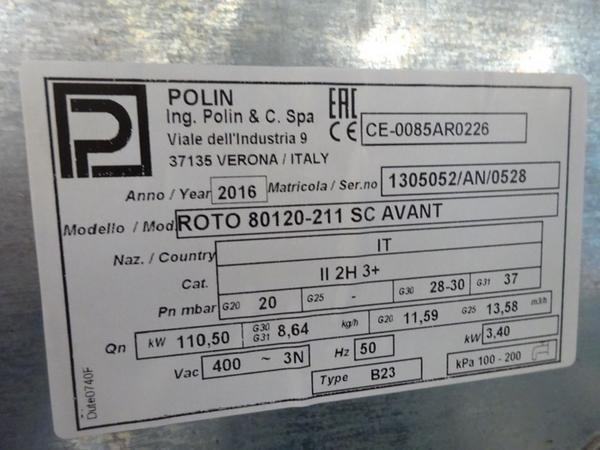 POLIN
Ing. Polin & C. Spa
Viale dell'Industria 9
37135 VERONA / ITALY
EAC
CE CE-0085AR0226
Anno / Year 2016 Matricola / Ser.no 1305052/AN/0528
Modello / Mod ROTO 80120-211 SC AVANT
Naz. / Country IT
Cat. II 2H 3+
Pn mbar G20 20 G25 - G30 28-30 G31 37
Qn kW 110,50 G30 G31 8,64 kg/h G20 11,59 G25 13,58 m3/h
Vac 400 ~ 3N Hz 50 kW 3,40
Type B23 kPa 100 - 200
Dute0740F